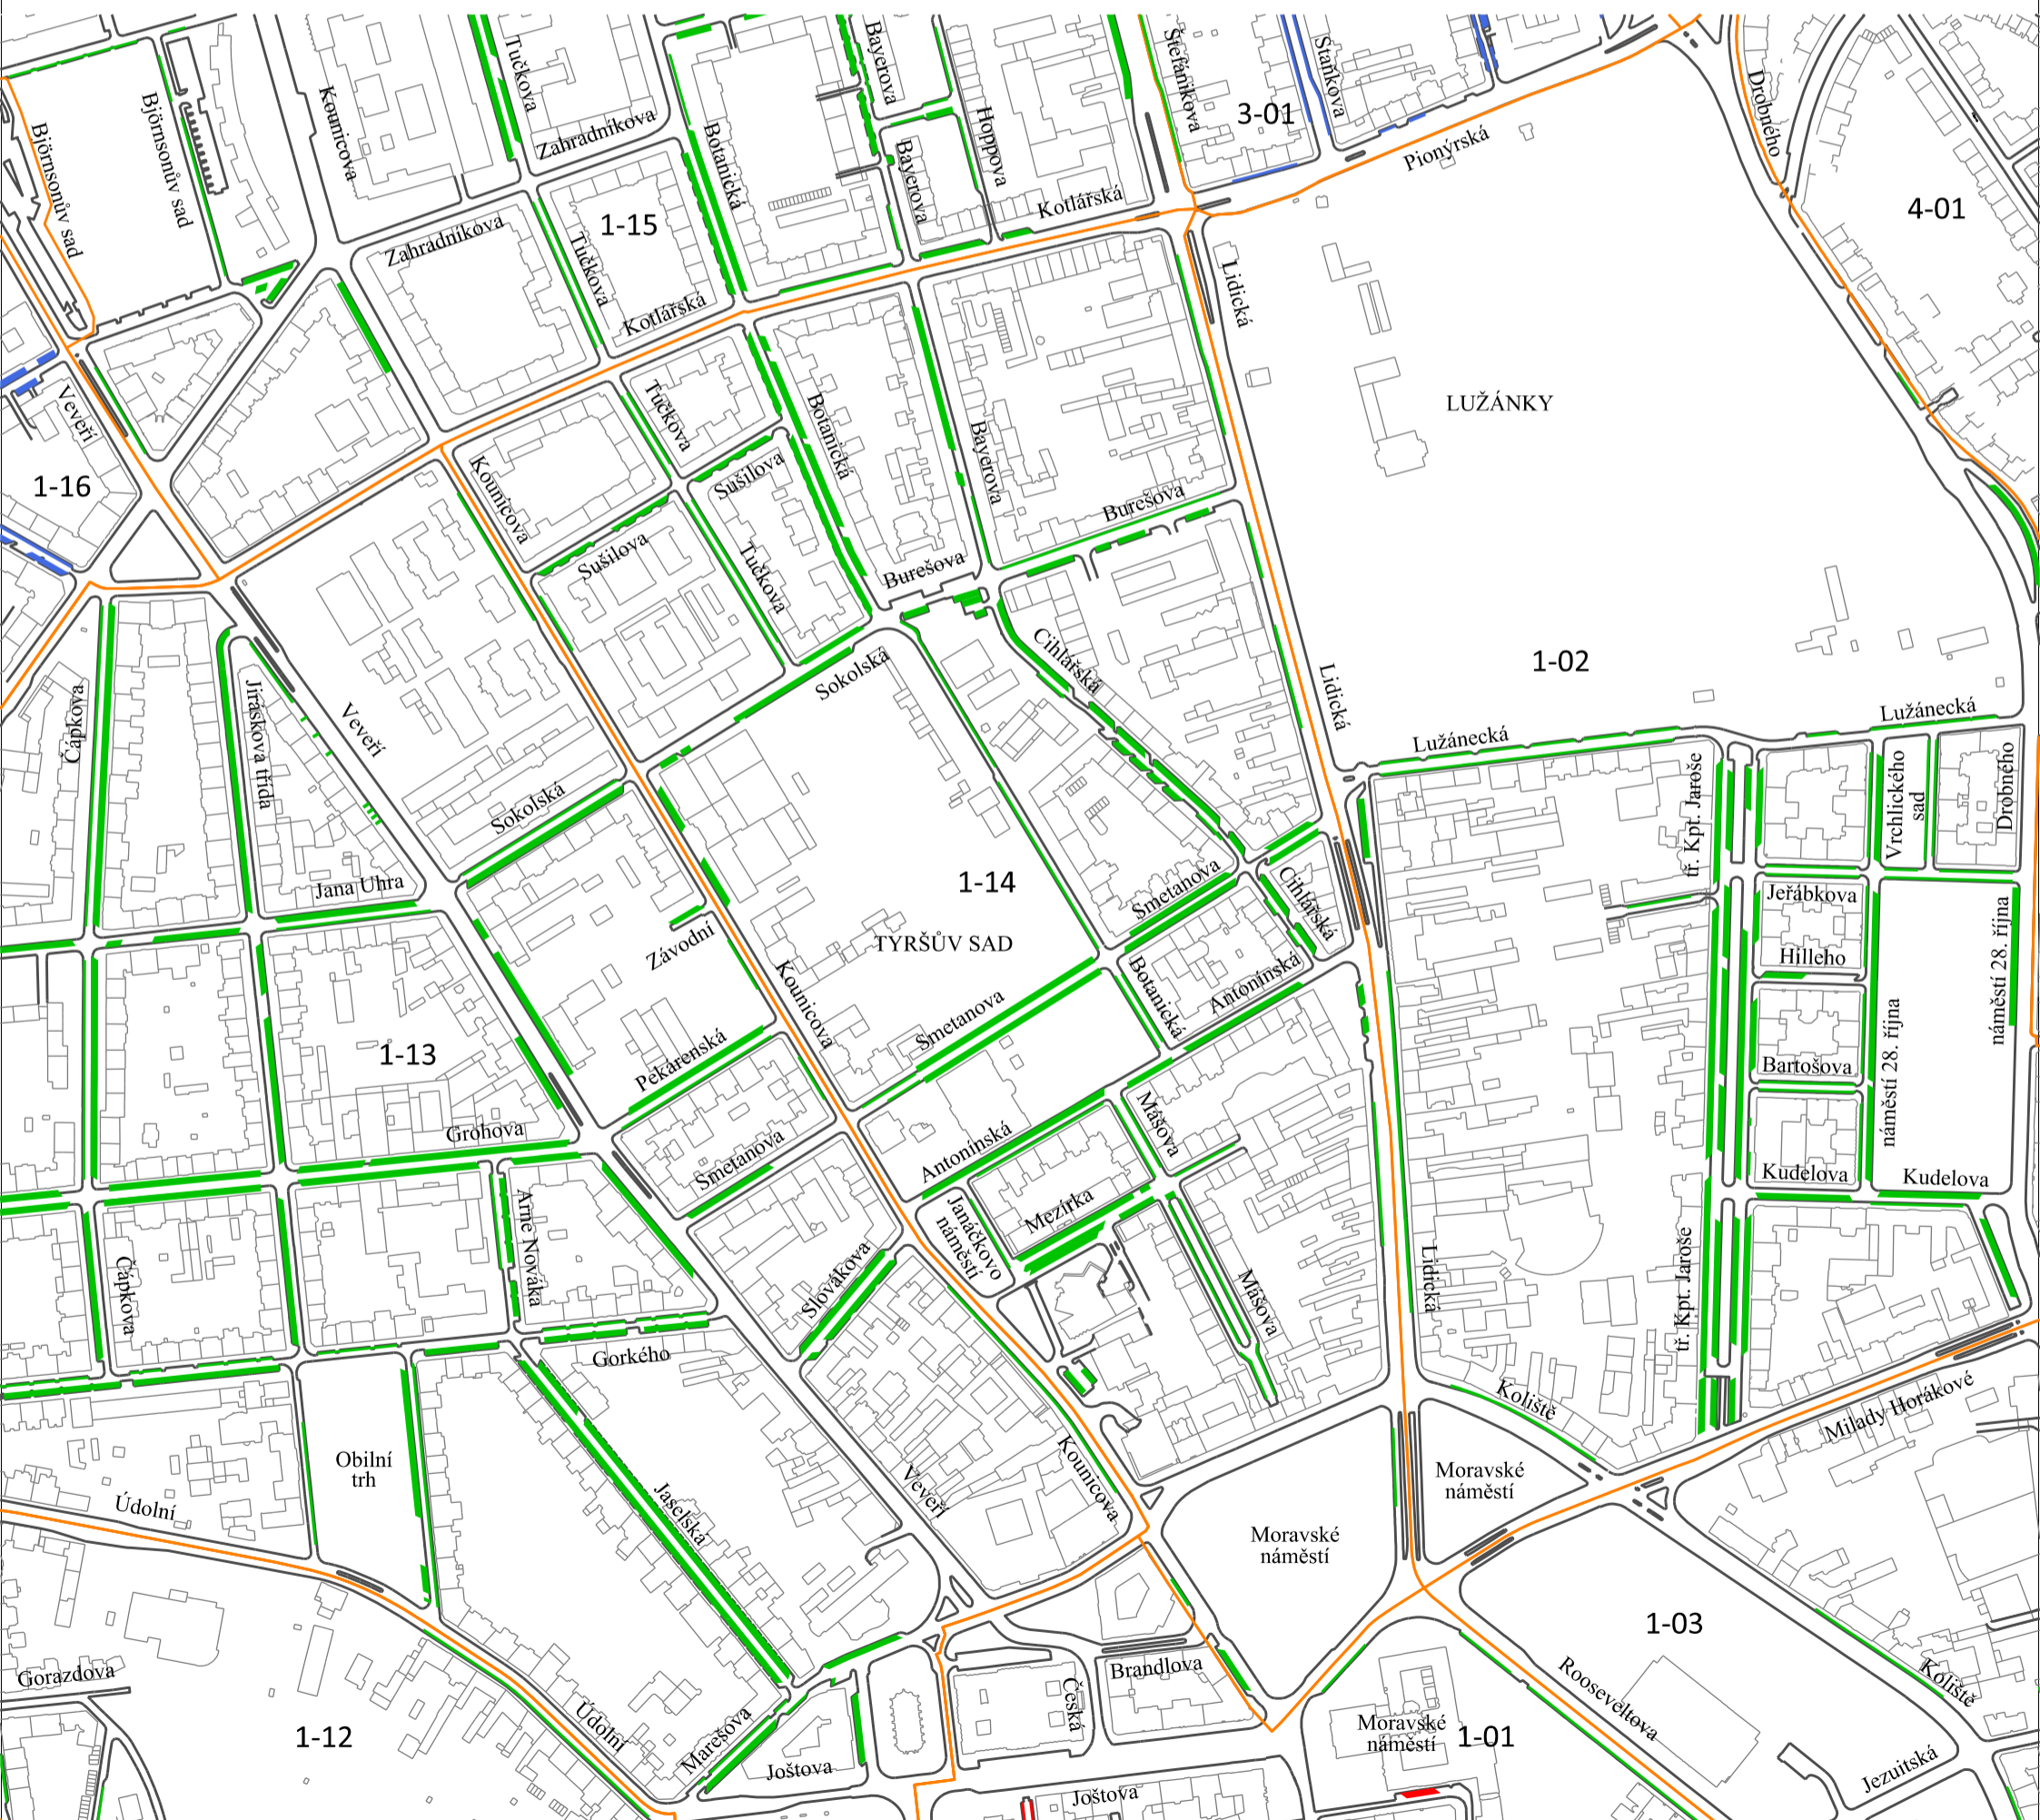 Tučkova
Bayerova
Štefánikova
Staňkova
Drobného
Björnsonův sad
Björnsonův sad
Kounicova
Zahradníkova
Botanická
Bayerova
Hoppova
3-01
Pionýrská
4-01
Zahradníkova
Tučkova
1-15
Kotlářská
Kotlářská
Lidická
LUŽÁNKY
Veveří
Tučkova
Botanická
Bayerova
1-16
Kounicova
Sušilova
Burešova
Sušilova
Tučkova
Burešova
Cihlářská
Lidická
1-02
Čápkova
Jiráskova třída
Veveří
Sokolská
Lužánecká
Lužánecká
tř. Kpt. Jaroše
Vrchlického
sad
Drobného
Sokolská
Jana Uhra
1-14
Smetanova
Cihlářská
Jeřábkova
Závodní
TYRŠŮV SAD
Hilleho
náměstí 28. října
Kounicova
Botanická
Antonínská
1-13
Pekárenská
Smetanova
Bartošova
náměstí 28. října
Grohova
Mášova
Antonínská
Smetanova
Kudelova
Kudelova
Čápkova
Arne Nováka
Janáčkovo
náměstí
Mezírka
Slovákova
Mášova
Lidická
tř. Kpt. Jaroše
Gorkého
Koliště
Milady Horákové
Obilní
trh
Jaselská
Veveří
Kounicova
Moravské
náměstí
Údolní
Moravské
náměstí
1-03
Gorazdova
Údolní
Marešova
Brandlova
Česká
Rooseveltova
Koliště
1-12
Moravské
náměstí
1-01
Joštova
Joštova
Jezuitská